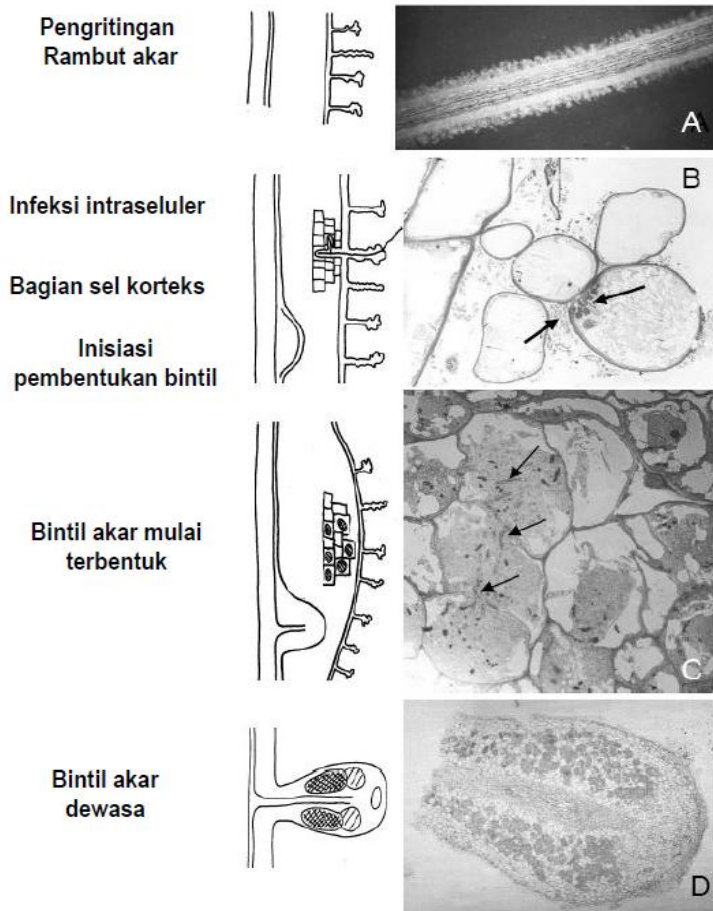 Pengritingan
Rambut akar
A
Infeksi intraseluler
Bagian sel korteks
Inisiasi
pembentukan bintil
B
Bintil akar mulai
terbentuk
C
Bintil akar
dewasa
D